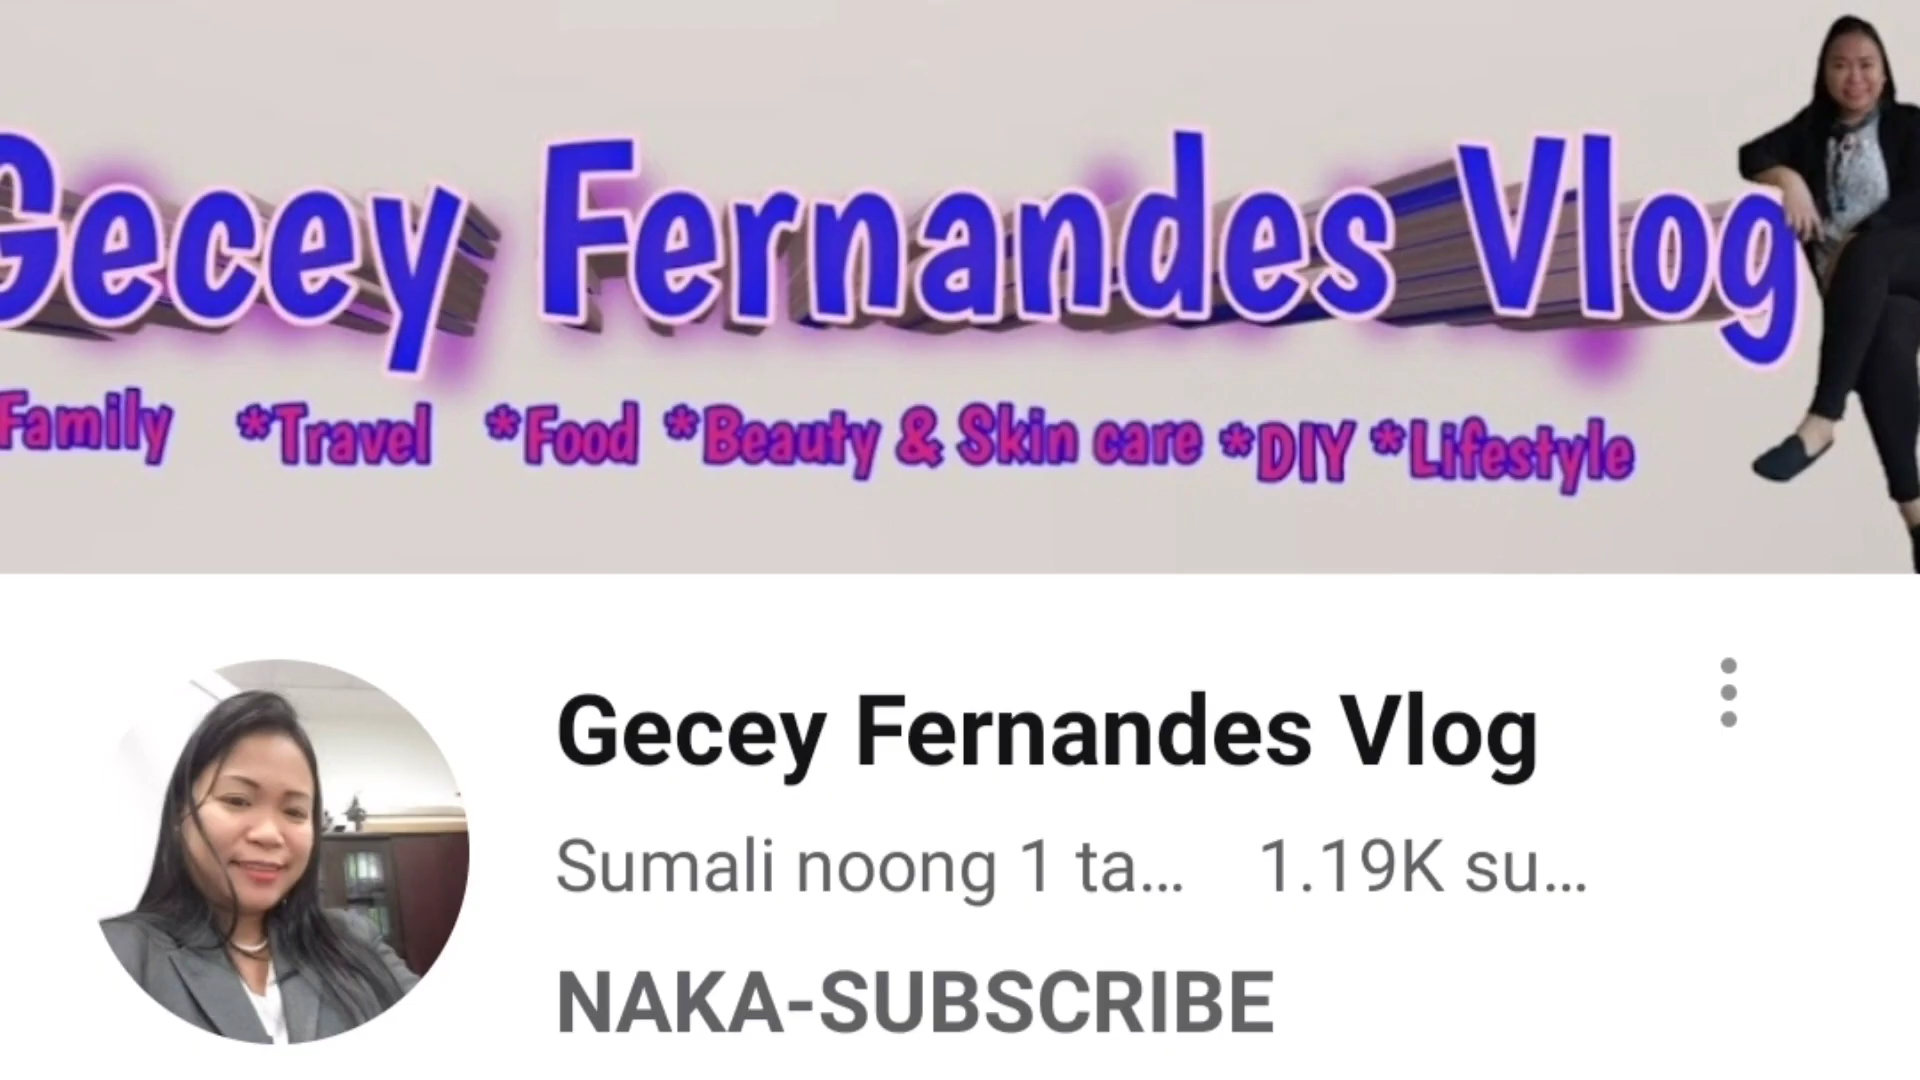 Gecey Fernandes Vlog
Family *Travel *Food *Beauty & Skin care *DIY *Lifestyle
Gecey Fernandes Vlog
Sumali noong 1 ta... 1.19K su...
NAKA-SUBSCRIBE